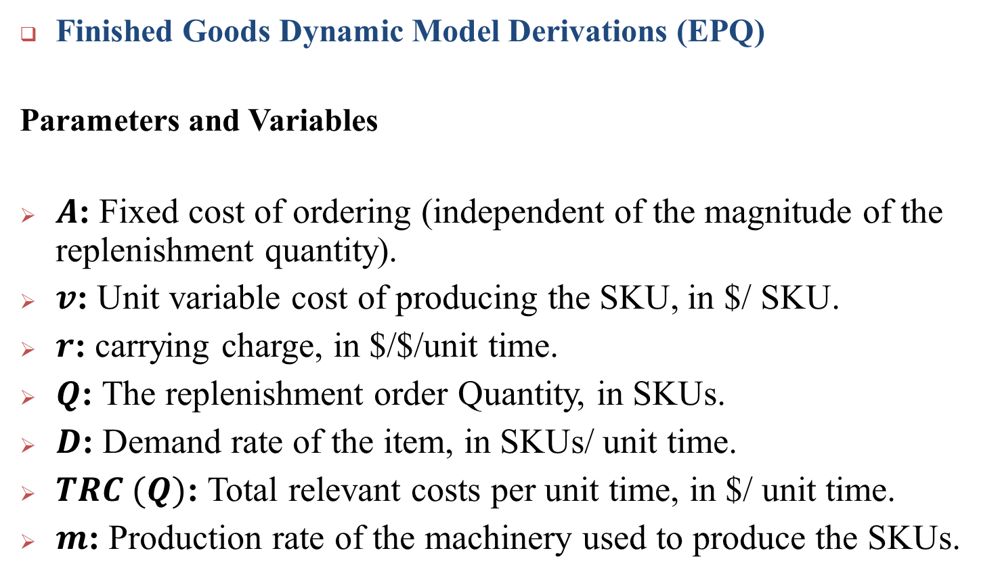 ❑ Finished Goods Dynamic Model Derivations (EPQ)
Parameters and Variables
➢ A: Fixed cost of ordering (independent of the magnitude of the
replenishment quantity).
➢ v: Unit variable cost of producing the SKU, in $/ SKU.
➢ r: carrying charge, in $/$/unit time.
➢ Q: The replenishment order Quantity, in SKUs.
➢ D: Demand rate of the item, in SKUs/ unit time.
➢ TRC (Q): Total relevant costs per unit time, in $/ unit time.
➢ m: Production rate of the machinery used to produce the SKUs.